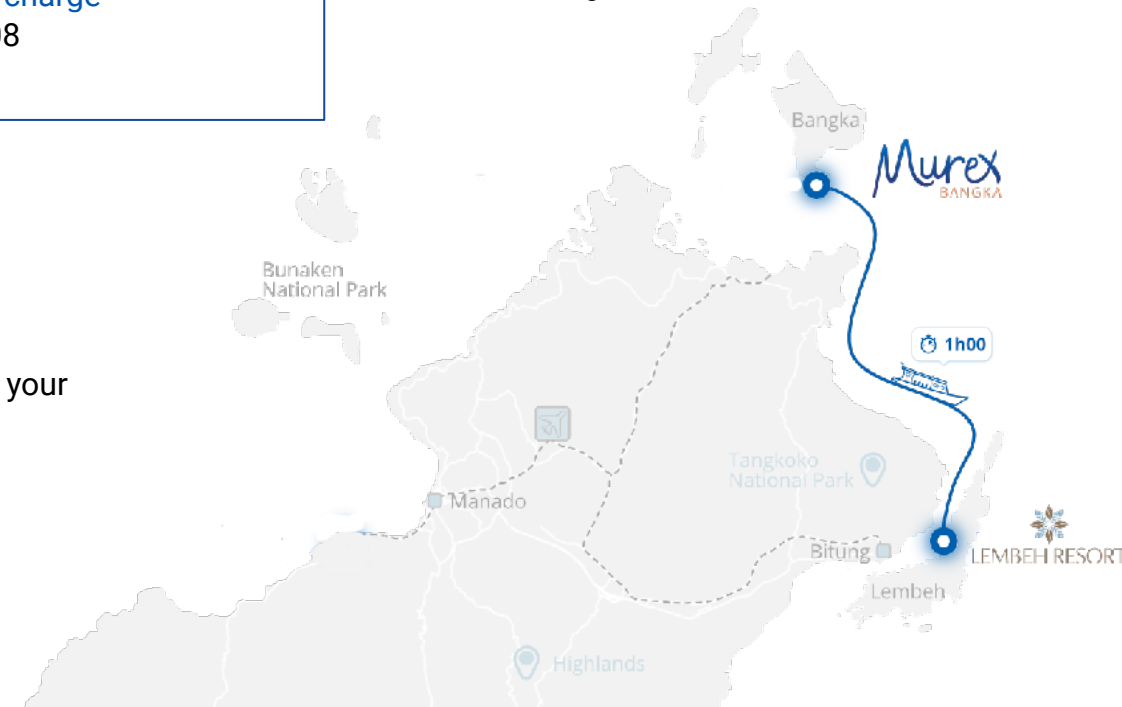 charge
8
Bangka
Murex
BANGKA
Bunaken
National Park
1h00
your
Tangkoko
National Park
Manado
Bitung
LEMBEH RESORT
Lembeh
Highlands